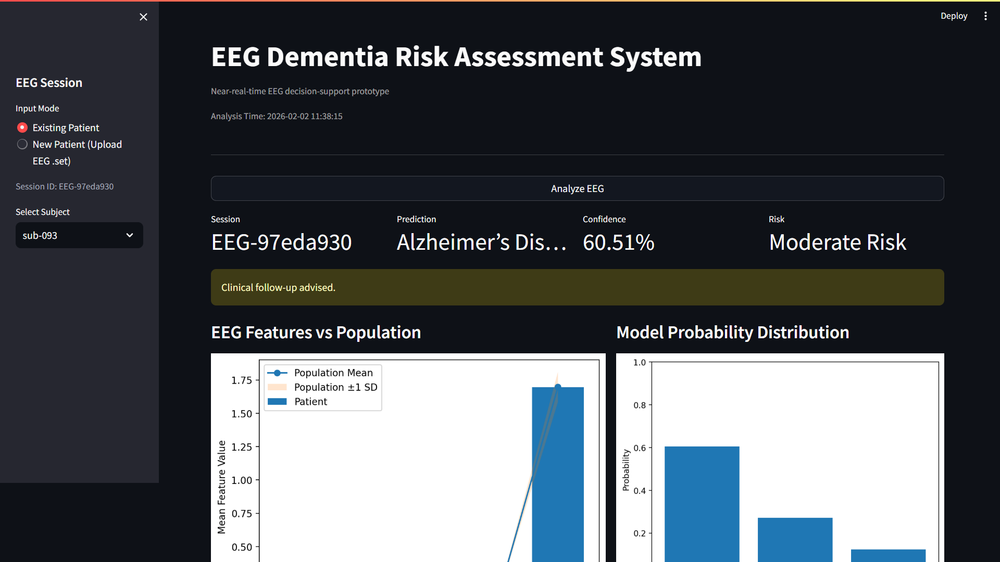 Deploy
EEG Session
Input Mode
Existing Patient
New Patient (Upload
EEG .set)
Session ID: EEG-97eda930
Select Subject
sub-093
EEG Dementia Risk Assessment System
Near-real-time EEG decision-support prototype
Analysis Time: 2026-02-02 11:38:15
Analyze EEG
Session
EEG-97eda930
Prediction
Alzheimer’s Dis…
Confidence
60.51%
Risk
Moderate Risk
Clinical follow-up advised.
EEG Features vs Population
Population Mean
Population ±1 SD
Patient
1.75
1.50
1.25
1.00
0.75
0.50
Mean Feature Value
Model Probability Distribution
1.0
0.8
0.6
0.4
0.2
Probability